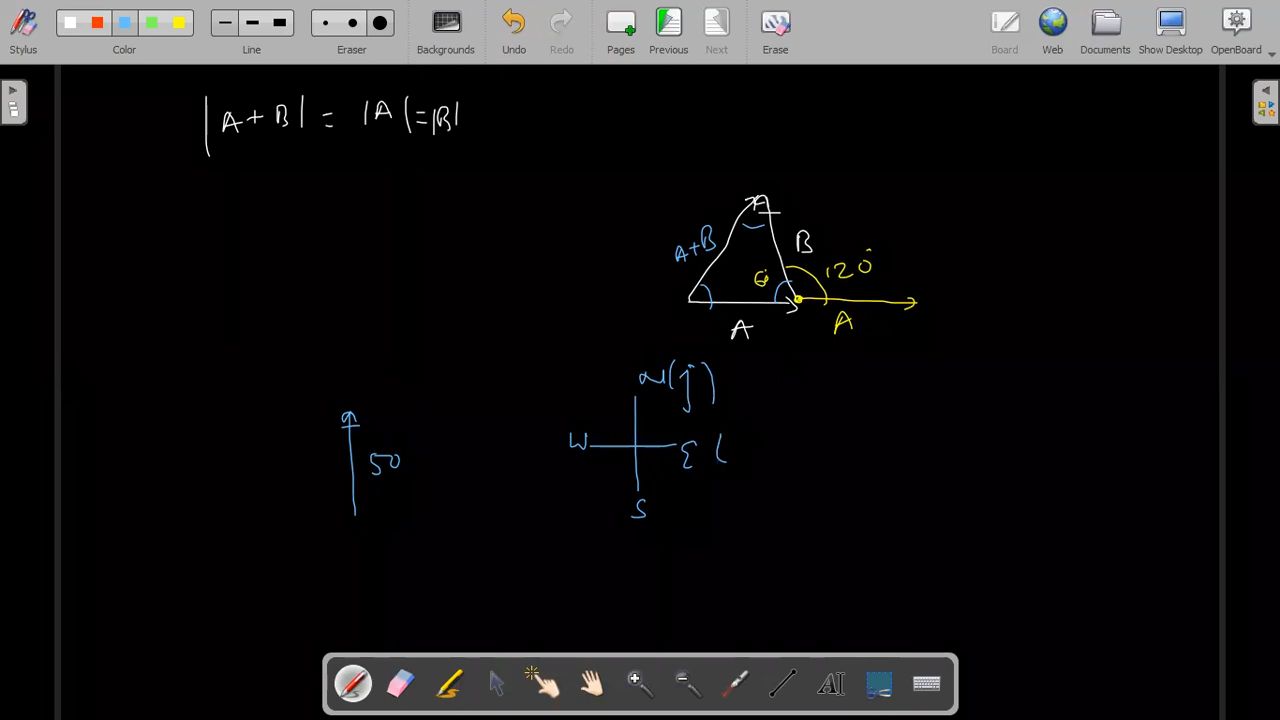 Stylus Color Line Eraser Backgrounds Undo Redo Pages Previous Next Erase Board Web Documents Show Desktop OpenBoard
|A+B| = |A|=|B|
A+B
B
120°
A
A
N(j)
W
E (
50
S
AI